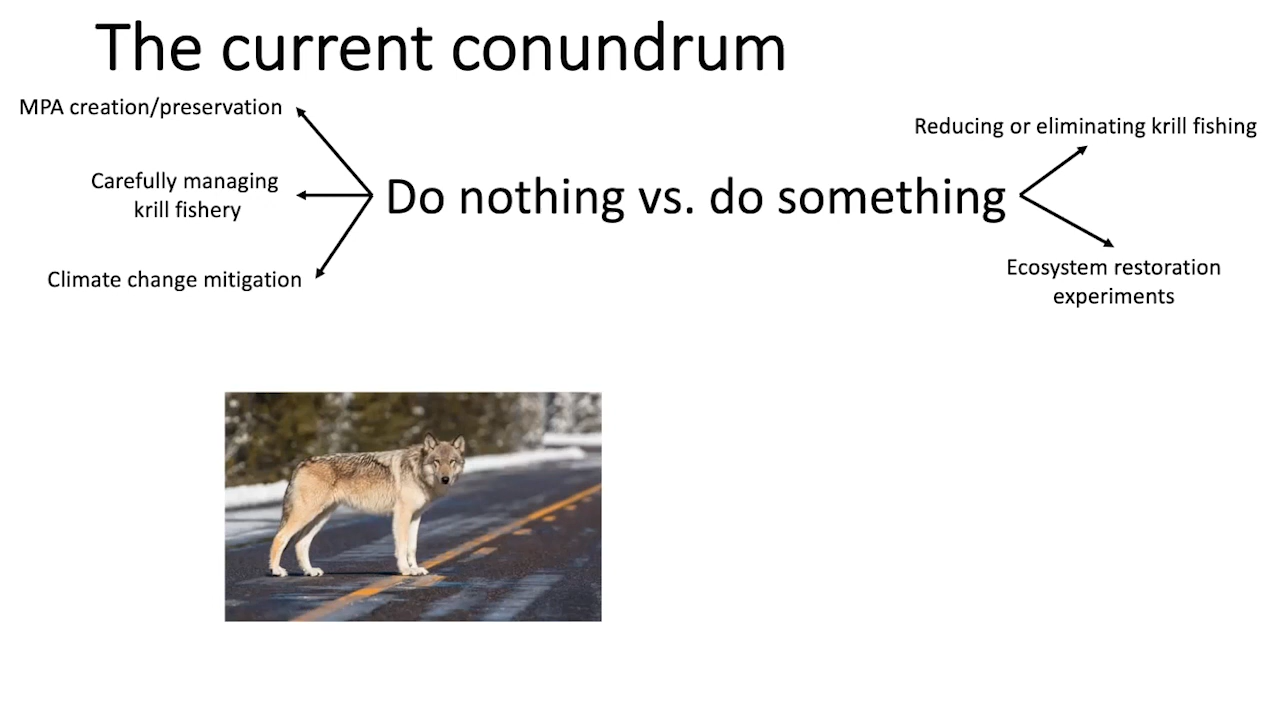 The current conundrum
MPA creation/preservation
Carefully managing
krill fishery
Climate change mitigation
Do nothing vs. do something
Reducing or eliminating krill fishing
Ecosystem restoration
experiments